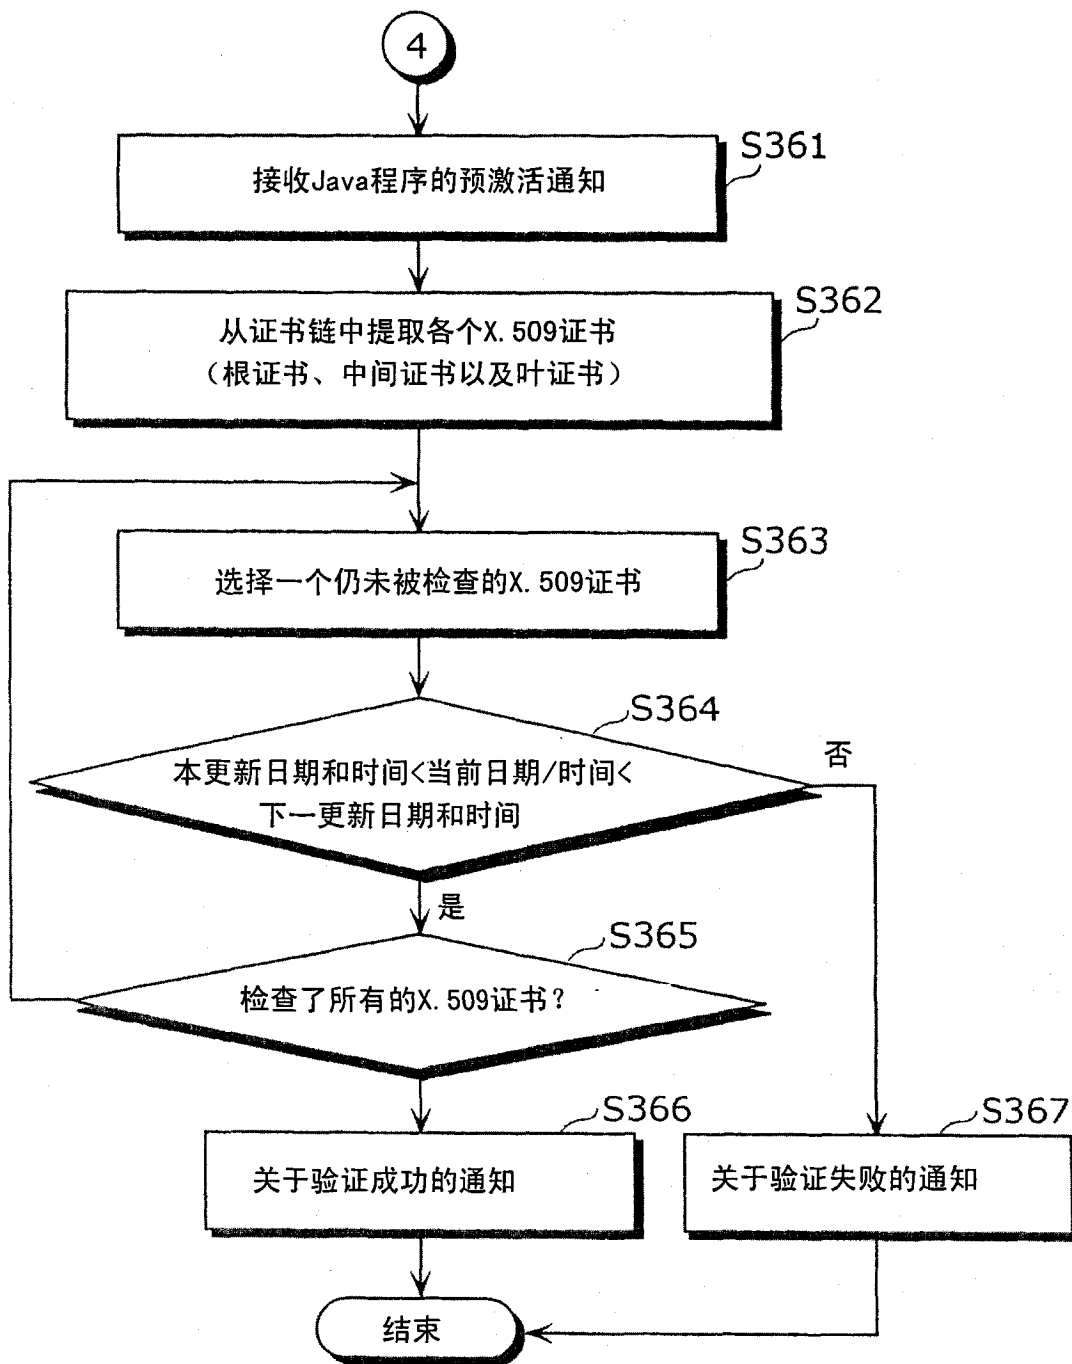 4
接收Java程序的预激活通知
S361
从证书链中提取各个X.509证书
（根证书、中间证书以及叶证书）
S362
选择一个仍未被检查的X.509证书
S363
S364
本更新日期和时间<当前日期/时间<
下一更新日期和时间
否
是
S365
检查了所有的X.509证书?
S366
关于验证成功的通知
S367
关于验证失败的通知
结束